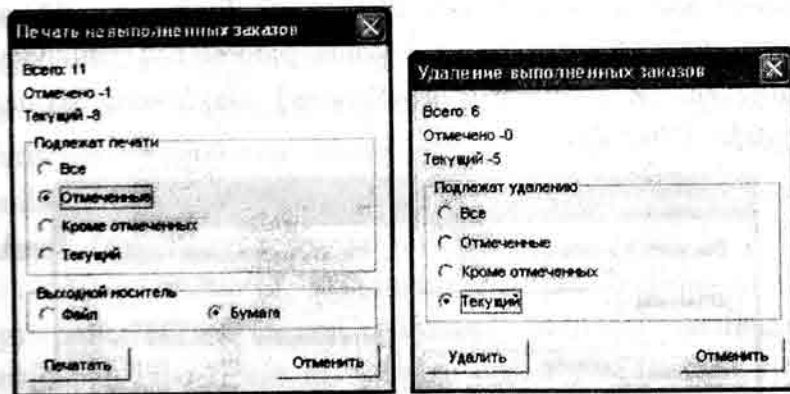 Печать невыполненных заказов
Всего: 11
Отмечено -1
Текущий -8
Подлежат печати
Все
Отмеченные
Кроме отмеченных
Текущий
Выходной носитель
Файл
Бумага
Печатать
Отменить
Удаление выполненных заказов
Всего: 6
Отмечено -0
Текущий -5
Подлежат удалению
Все
Отмеченные
Кроме отмеченных
Текущий
Удалить
Отменить